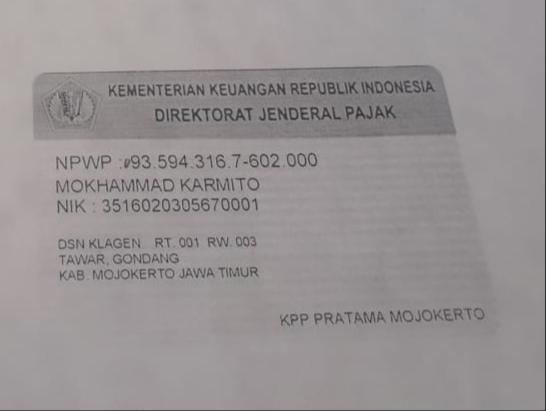 KEMENTERIAN KEUANGAN REPUBLIK INDONESIA
DIREKTORAT JENDERAL PAJAK
NPWP : 93.594.316.7-602.000
MOKHAMMAD KARMITO
NIK : 3516020305670001
DSN KLAGEN RT. 001 RW. 003
TAWAR, GONDANG
KAB. MOJOKERTO JAWA TIMUR
KPP PRATAMA MOJOKERTO